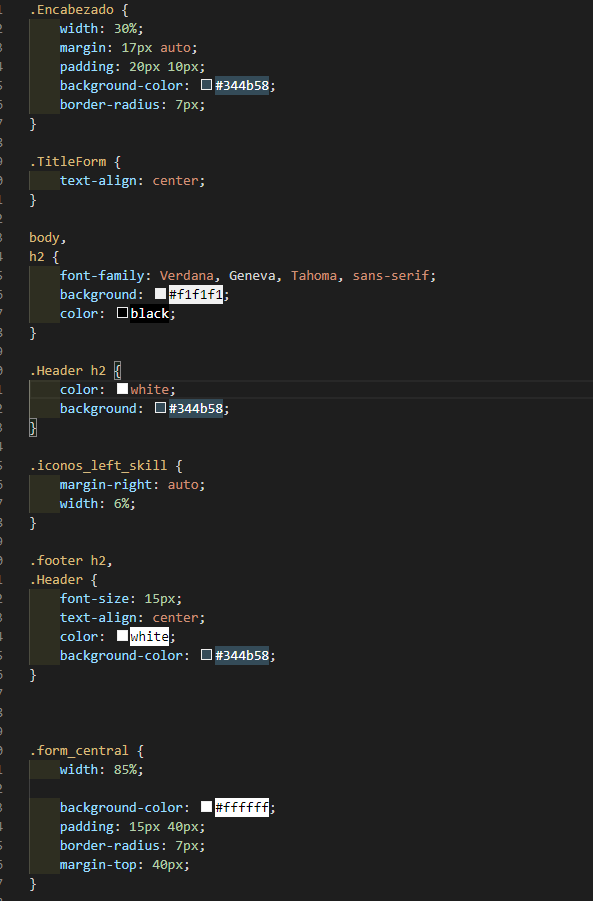 .Encabezado {
    width: 30%;
    margin: 17px auto;
    padding: 20px 10px;
    background-color: #344b58;
    border-radius: 7px;
}
.TitleForm {
    text-align: center;
}
body,
h2 {
    font-family: Verdana, Geneva, Tahoma, sans-serif;
    background: #f1f1f1;
    color: black;
}
.Header h2 {
    color: white;
    background: #344b58;
}
.iconos_left_skill {
    margin-right: auto;
    width: 6%;
}
.footer h2,
.Header {
    font-size: 15px;
    text-align: center;
    color: white;
    background-color: #344b58;
}
.form_central {
    width: 85%;
    background-color: #ffffff;
    padding: 15px 40px;
    border-radius: 7px;
    margin-top: 40px;
}